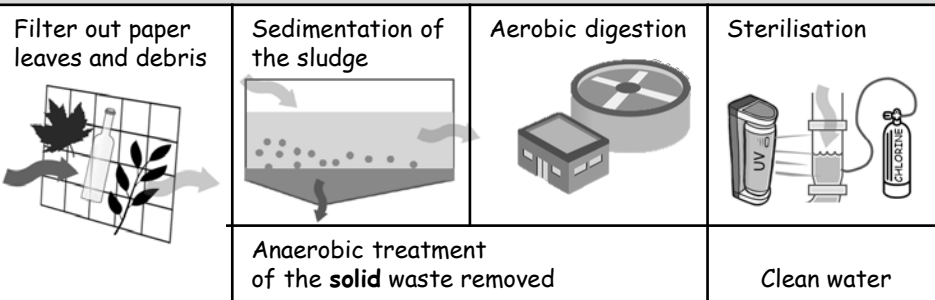 Filter out paper
leaves and debris
Sedimentation of
the sludge
Aerobic digestion
Sterilisation
UV
CHLORINE
Anaerobic treatment
of the solid waste removed
Clean water